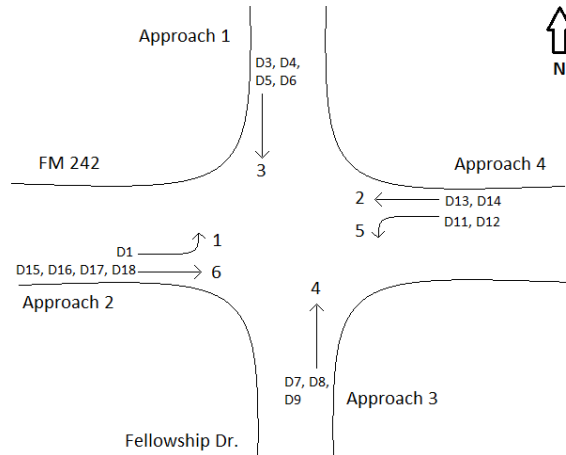 Approach 1
N
D3, D4,
D5, D6
3
FM 242
Approach 4
2
D13, D14
D11, D12
5
1
D1
D15, D16, D17, D18
6
Approach 2
4
D7, D8,
D9
Approach 3
Fellowship Dr.